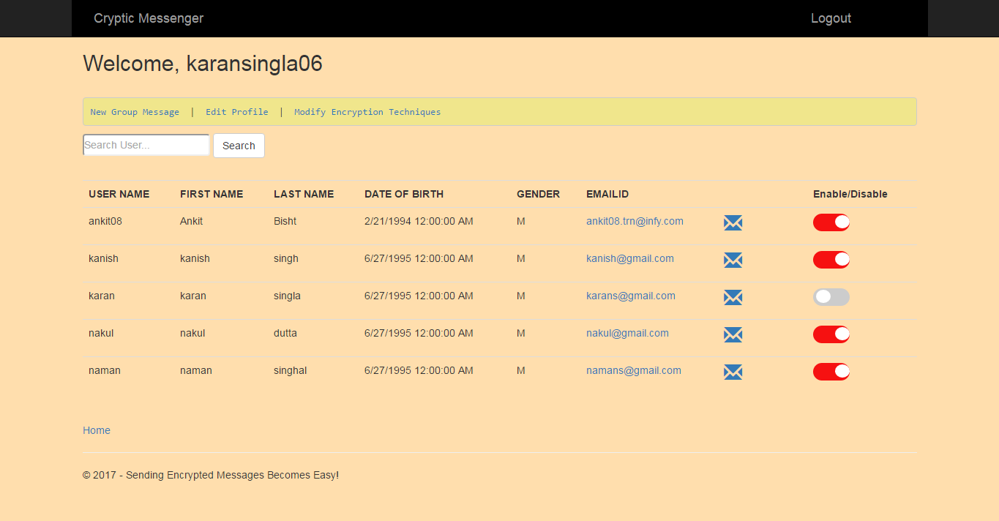 Cryptic Messenger Logout
Welcome, karansingla06
New Group Message | Edit Profile | Modify Encryption Techniques
Search User... Search
USER NAME FIRST NAME LAST NAME DATE OF BIRTH GENDER EMAILID Enable/Disable
ankit08 Ankit Bisht 2/21/1994 12:00:00 AM M ankit08.trn@infy.com
kanish kanish singh 6/27/1995 12:00:00 AM M kanish@gmail.com
karan karan singla 6/27/1995 12:00:00 AM M karans@gmail.com
nakul nakul dutta 6/27/1995 12:00:00 AM M nakul@gmail.com
naman naman singhal 6/27/1995 12:00:00 AM M namans@gmail.com
Home
© 2017 - Sending Encrypted Messages Becomes Easy!